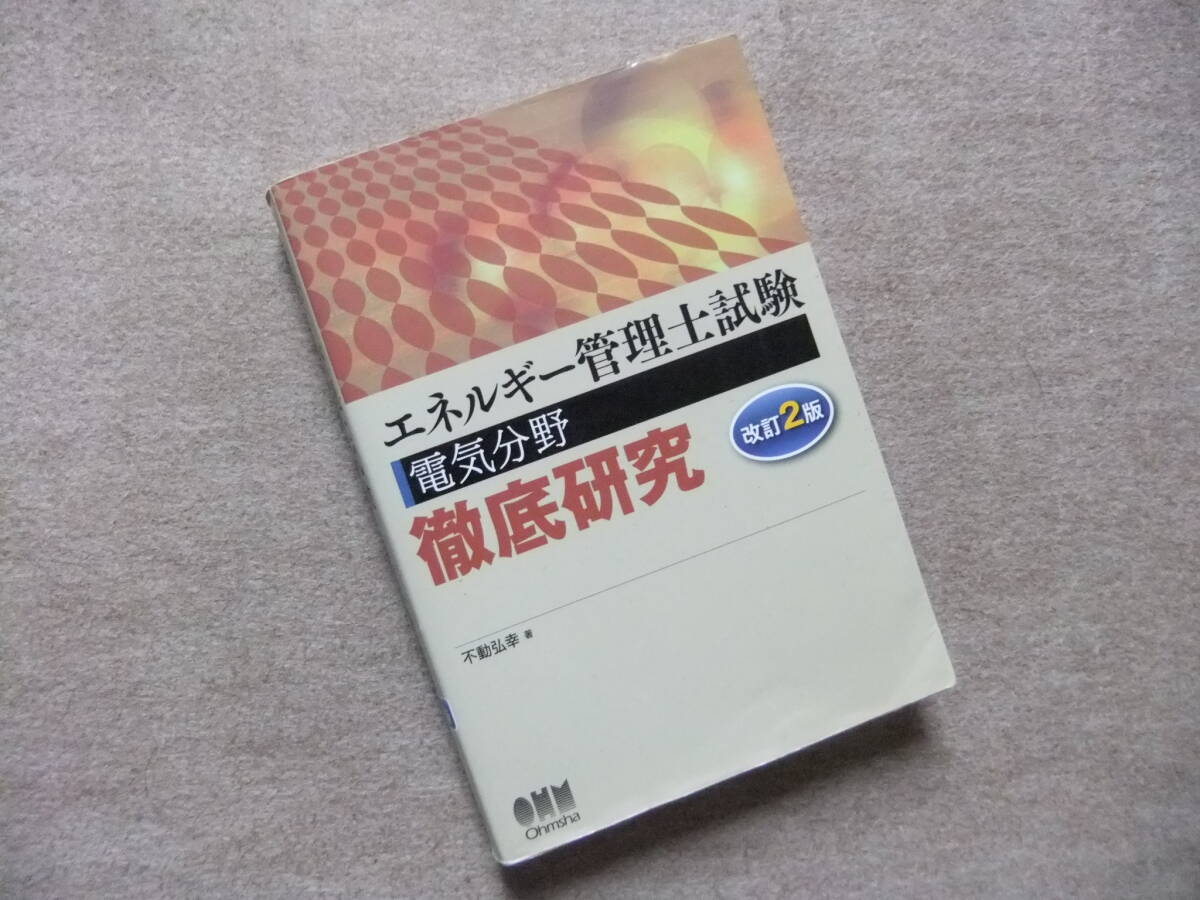 エネルギー管理士試験
電気分野
徹底研究
改訂2版
不動弘幸 著
OHM
Ohmsha